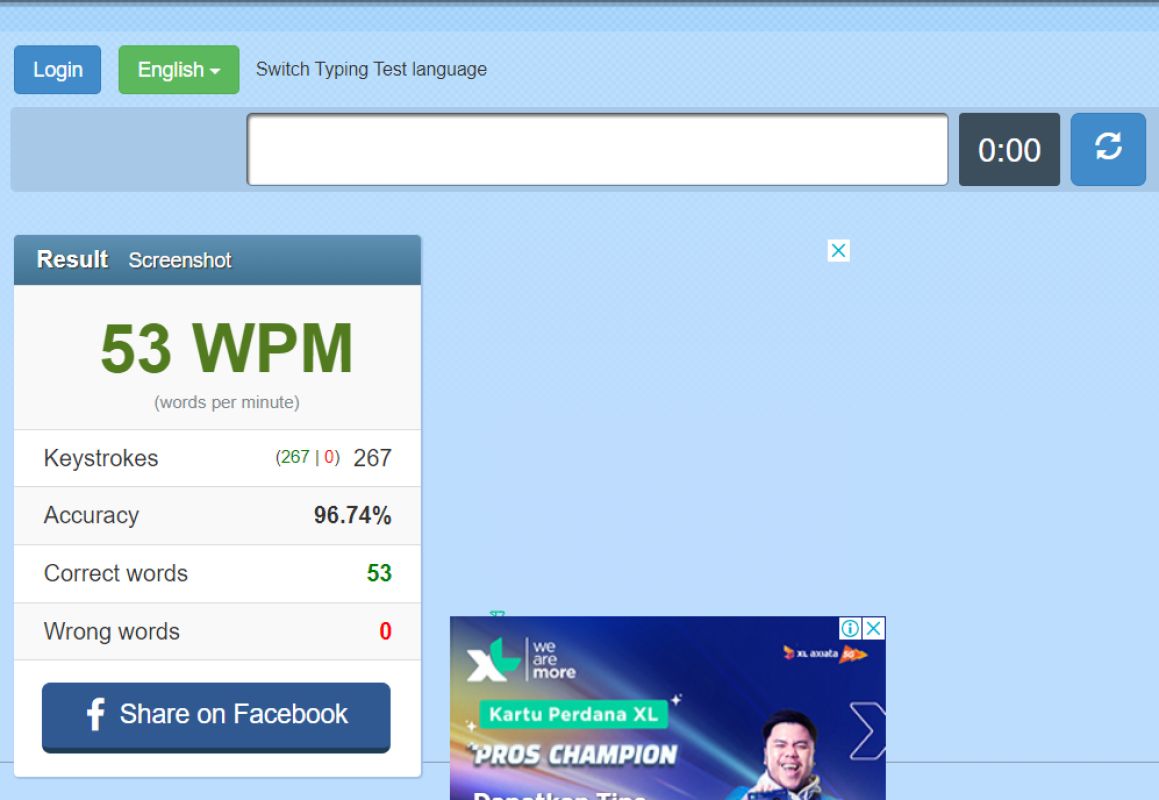 Login English Switch Typing Test language
0:00
Result Screenshot
53 WPM
(words per minute)
Keystrokes (267 | 0) 267
Accuracy 96.74%
Correct words 53
Wrong words 0
Share on Facebook
XL we are more
XL axiata 5G
Kartu Perdana XL
PROS CHAMPION
Dapatkan Tips